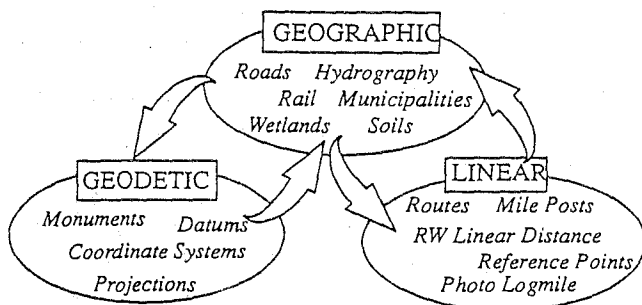 GEOGRAPHIC
Roads Hydrography
Rail Municipalities
Wetlands Soils
GEODETIC
Monuments Datums
Coordinate Systems
Projections
LINEAR
Routes Mile Posts
RW Linear Distance
Reference Points
Photo Logmile